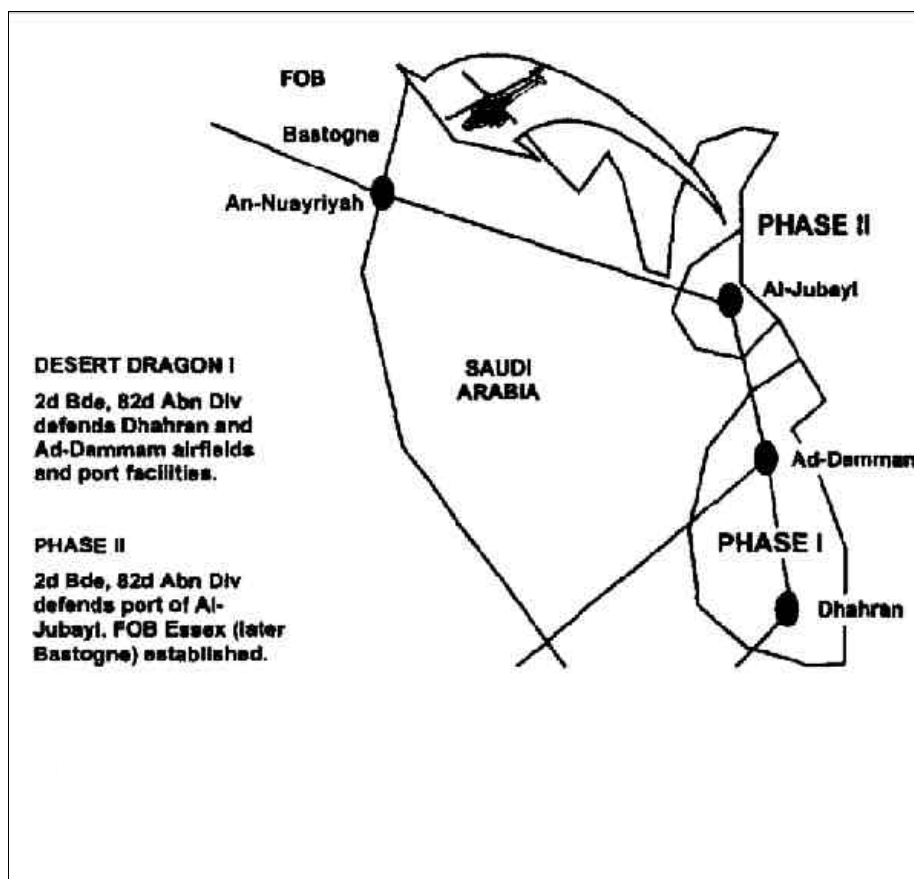 FOB
Bastogne
An-Nuayriyah
PHASE II
Al-Jubayl
SAUDI
ARABIA
DESERT DRAGON I
2d Bde, 82d Abn Div
defends Dhahran and
Ad-Dammam airfields
and port facilities.
Ad-Damman
PHASE I
PHASE II
2d Bde, 82d Abn Div
defends port of Al-
Jubayl. FOB Essex (later
Bastogne) established.
Dhahran